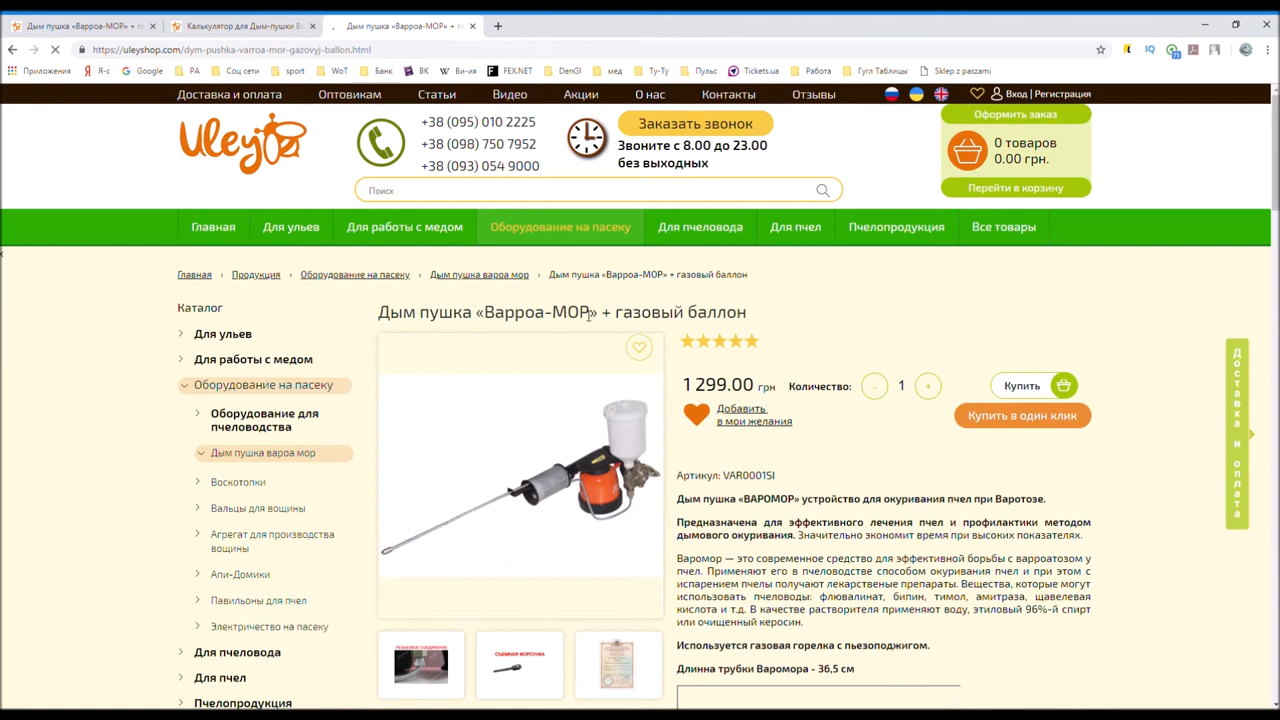 Дым пушка «Варроа-МОР» + г
Калькулятор для Дым-пушки В
Дым пушка «Варроа-МОР» + г
https://uleyshop.com/dym-pushka-varroa-mor-gazovyj-ballon.html
Приложения
Я-с
Google
PA
Соц сети
sport
WoT
Банк
ВК
Ви-ия
FEX.NET
DenGI
мед
Ту-Ту
Пульс
Tickets.ua
Работа
Гугл Таблицы
Sklep z paszami
Доставка и оплата
Оптовикам
Статьи
Видео
Акции
О нас
Контакты
Отзывы
Вход | Регистрация
Uley
+38 (095) 010 2225
+38 (098) 750 7952
+38 (093) 054 9000
Заказать звонок
Звоните с 8.00 до 23.00
без выходных
Оформить заказ
0 товаров
0.00 грн.
Перейти в корзину
Поиск
Главная
Для ульев
Для работы с медом
Оборудование на пасеку
Для пчеловода
Для пчел
Пчелопродукция
Все товары
Главная › Продукция › Оборудование на пасеку › Дым пушка вароа мор › Дым пушка «Варроа-МОР» + газовый баллон
Каталог
Для ульев
Для работы с медом
Оборудование на пасеку
Оборудование для
пчеловодства
Дым пушка вароа мор
Воскотопки
Вальцы для вощины
Агрегат для производства
вощины
Апи-Домики
Павильоны для пчел
Электричество на пасеку
Для пчеловода
Для пчел
Пчелопродукция
Дым пушка «Варроа-МОР» + газовый баллон
1 299.00 грн
Количество:
- 1 +
Купить
Добавить
в мои желания
Купить в один клик
Артикул: VAR0001SI
Дым пушка «ВАРОМОР» устройство для окуривания пчел при Варотозе.
Предназначена для эффективного лечения пчел и профилактики методом
дымового окуривания. Значительно экономит время при высоких показателях.
Варомор — это современное средство для эффективной борьбы с варроатозом у
пчел. Применяют его в пчеловодстве способом окуривания пчел и при этом с
испарением пчелы получают лекарственые препараты. Вещества, которые могут
использовать пчеловоды: флювалинат, бипин, тимол, амитраза, щавелевая
кислота и т.д. В качестве растворителя применяют воду, этиловый 96%-й спирт
или очищенный керосин.
Используется газовая горелка с пьезоподжигом.
Длинна трубки Варомора - 36,5 см
РЕЗЬБОВОЕ СОЕДИНЕНИЕ
СЪЕМНАЯ ФОРСУНКА
Доставка и оплата